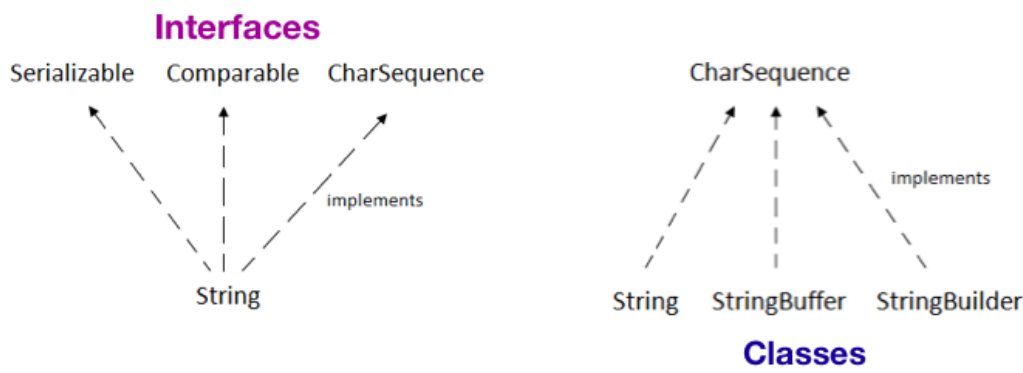 Interfaces
Serializable Comparable CharSequence
implements
String
CharSequence
implements
String StringBuffer StringBuilder
Classes